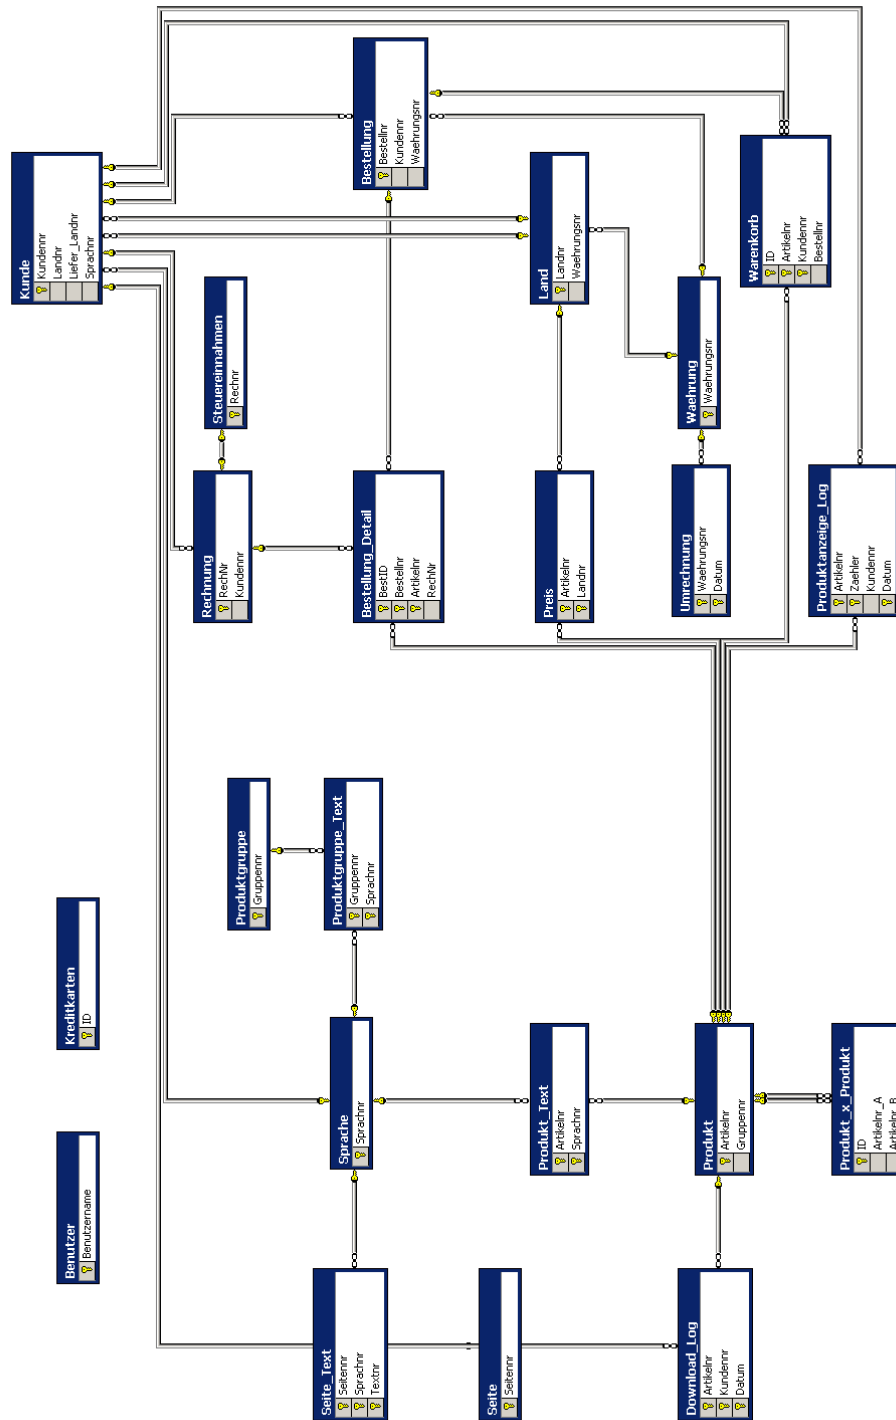 Kunde
Kundennr
Landnr
Liefer_Landnr
Sprachnr
Bestellung
Bestellnr
Kundennr
Waehrungsnr
Land
Landnr
Waehrungsnr
Warenkorb
ID
Artikelnr
Kundennr
Bestellnr
Steuereinnahmen
Rechnr
Waehrung
Waehrungsnr
Rechnung
RechNr
Kundennr
Bestellung_Detail
BestID
Bestellnr
Artikelnr
RechNr
Preis
Artikelnr
Landnr
Umrechnung
Waehrungsnr
Datum
Produktanzeige_Log
Artikelnr
Zaehler
Kundennr
Datum
Produktgruppe
Gruppennr
Produktgruppe_Text
Gruppennr
Sprachnr
Kreditkarten
ID
Sprache
Sprachnr
Produkt_Text
Artikelnr
Sprachnr
Produkt
Artikelnr
Gruppennr
Produkt_x_Produkt
ID
Artikelnr_A
Artikelnr_B
Benutzer
Benutzername
Seite_Text
Seitennr
Sprachnr
Textnr
Seite
Seitennr
Download_Log
Artikelnr
Kundennr
Datum